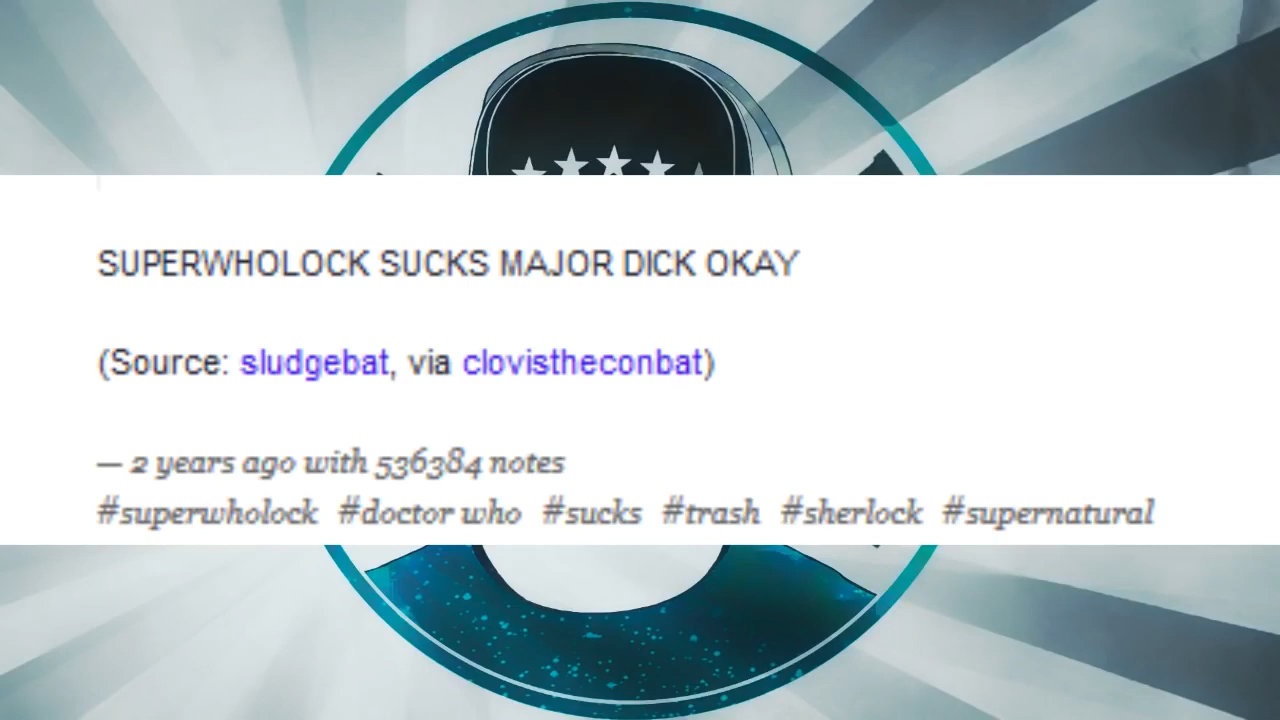 SUPERWHOLOCK SUCKS MAJOR DICK OKAY
(Source: sludgebat, via clovistheconbat)
— 2 years ago with 536384 notes
#superwholock #doctor who #sucks #trash #sherlock #supernatural